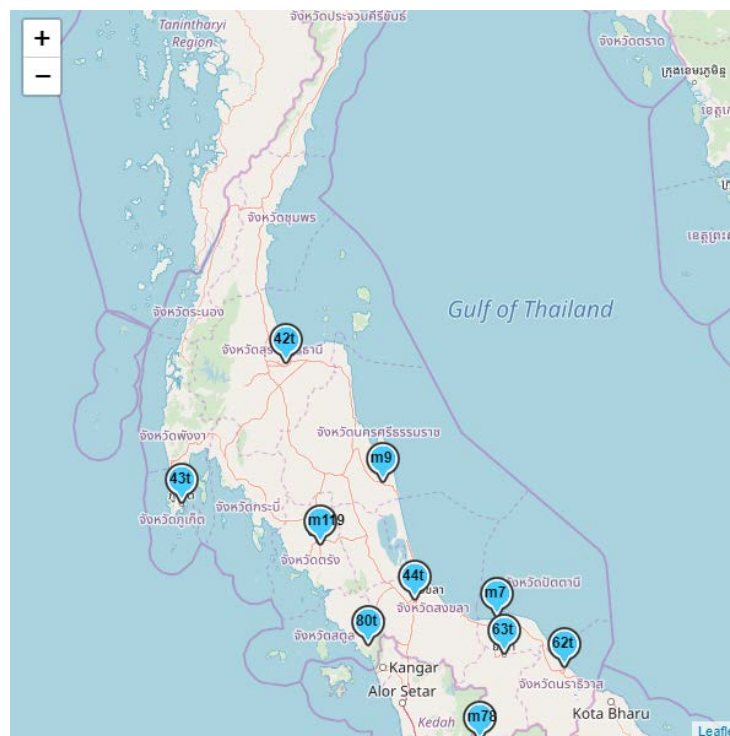 +
−
Tanintharyi
Region
จังหวัดประจวบคีรีขันธ์
จังหวัดตราด
จังหวัดชุมพร
จังหวัดระนอง
Gulf of Thailand
42t
จังหวัดพังงา
จังหวัดนครศรีธรรมราช
m9
43t
จังหวัดกระบี่
จังหวัดภูเก็ต
m119
จังหวัดตรัง
44t
จังหวัดปัตตานี
m7
จังหวัดสงขลา
80t
63t
62t
จังหวัดสตูล
Kangar
จังหวัดนราธิวาส
Alor Setar
m78
Kedah
Kota Bharu